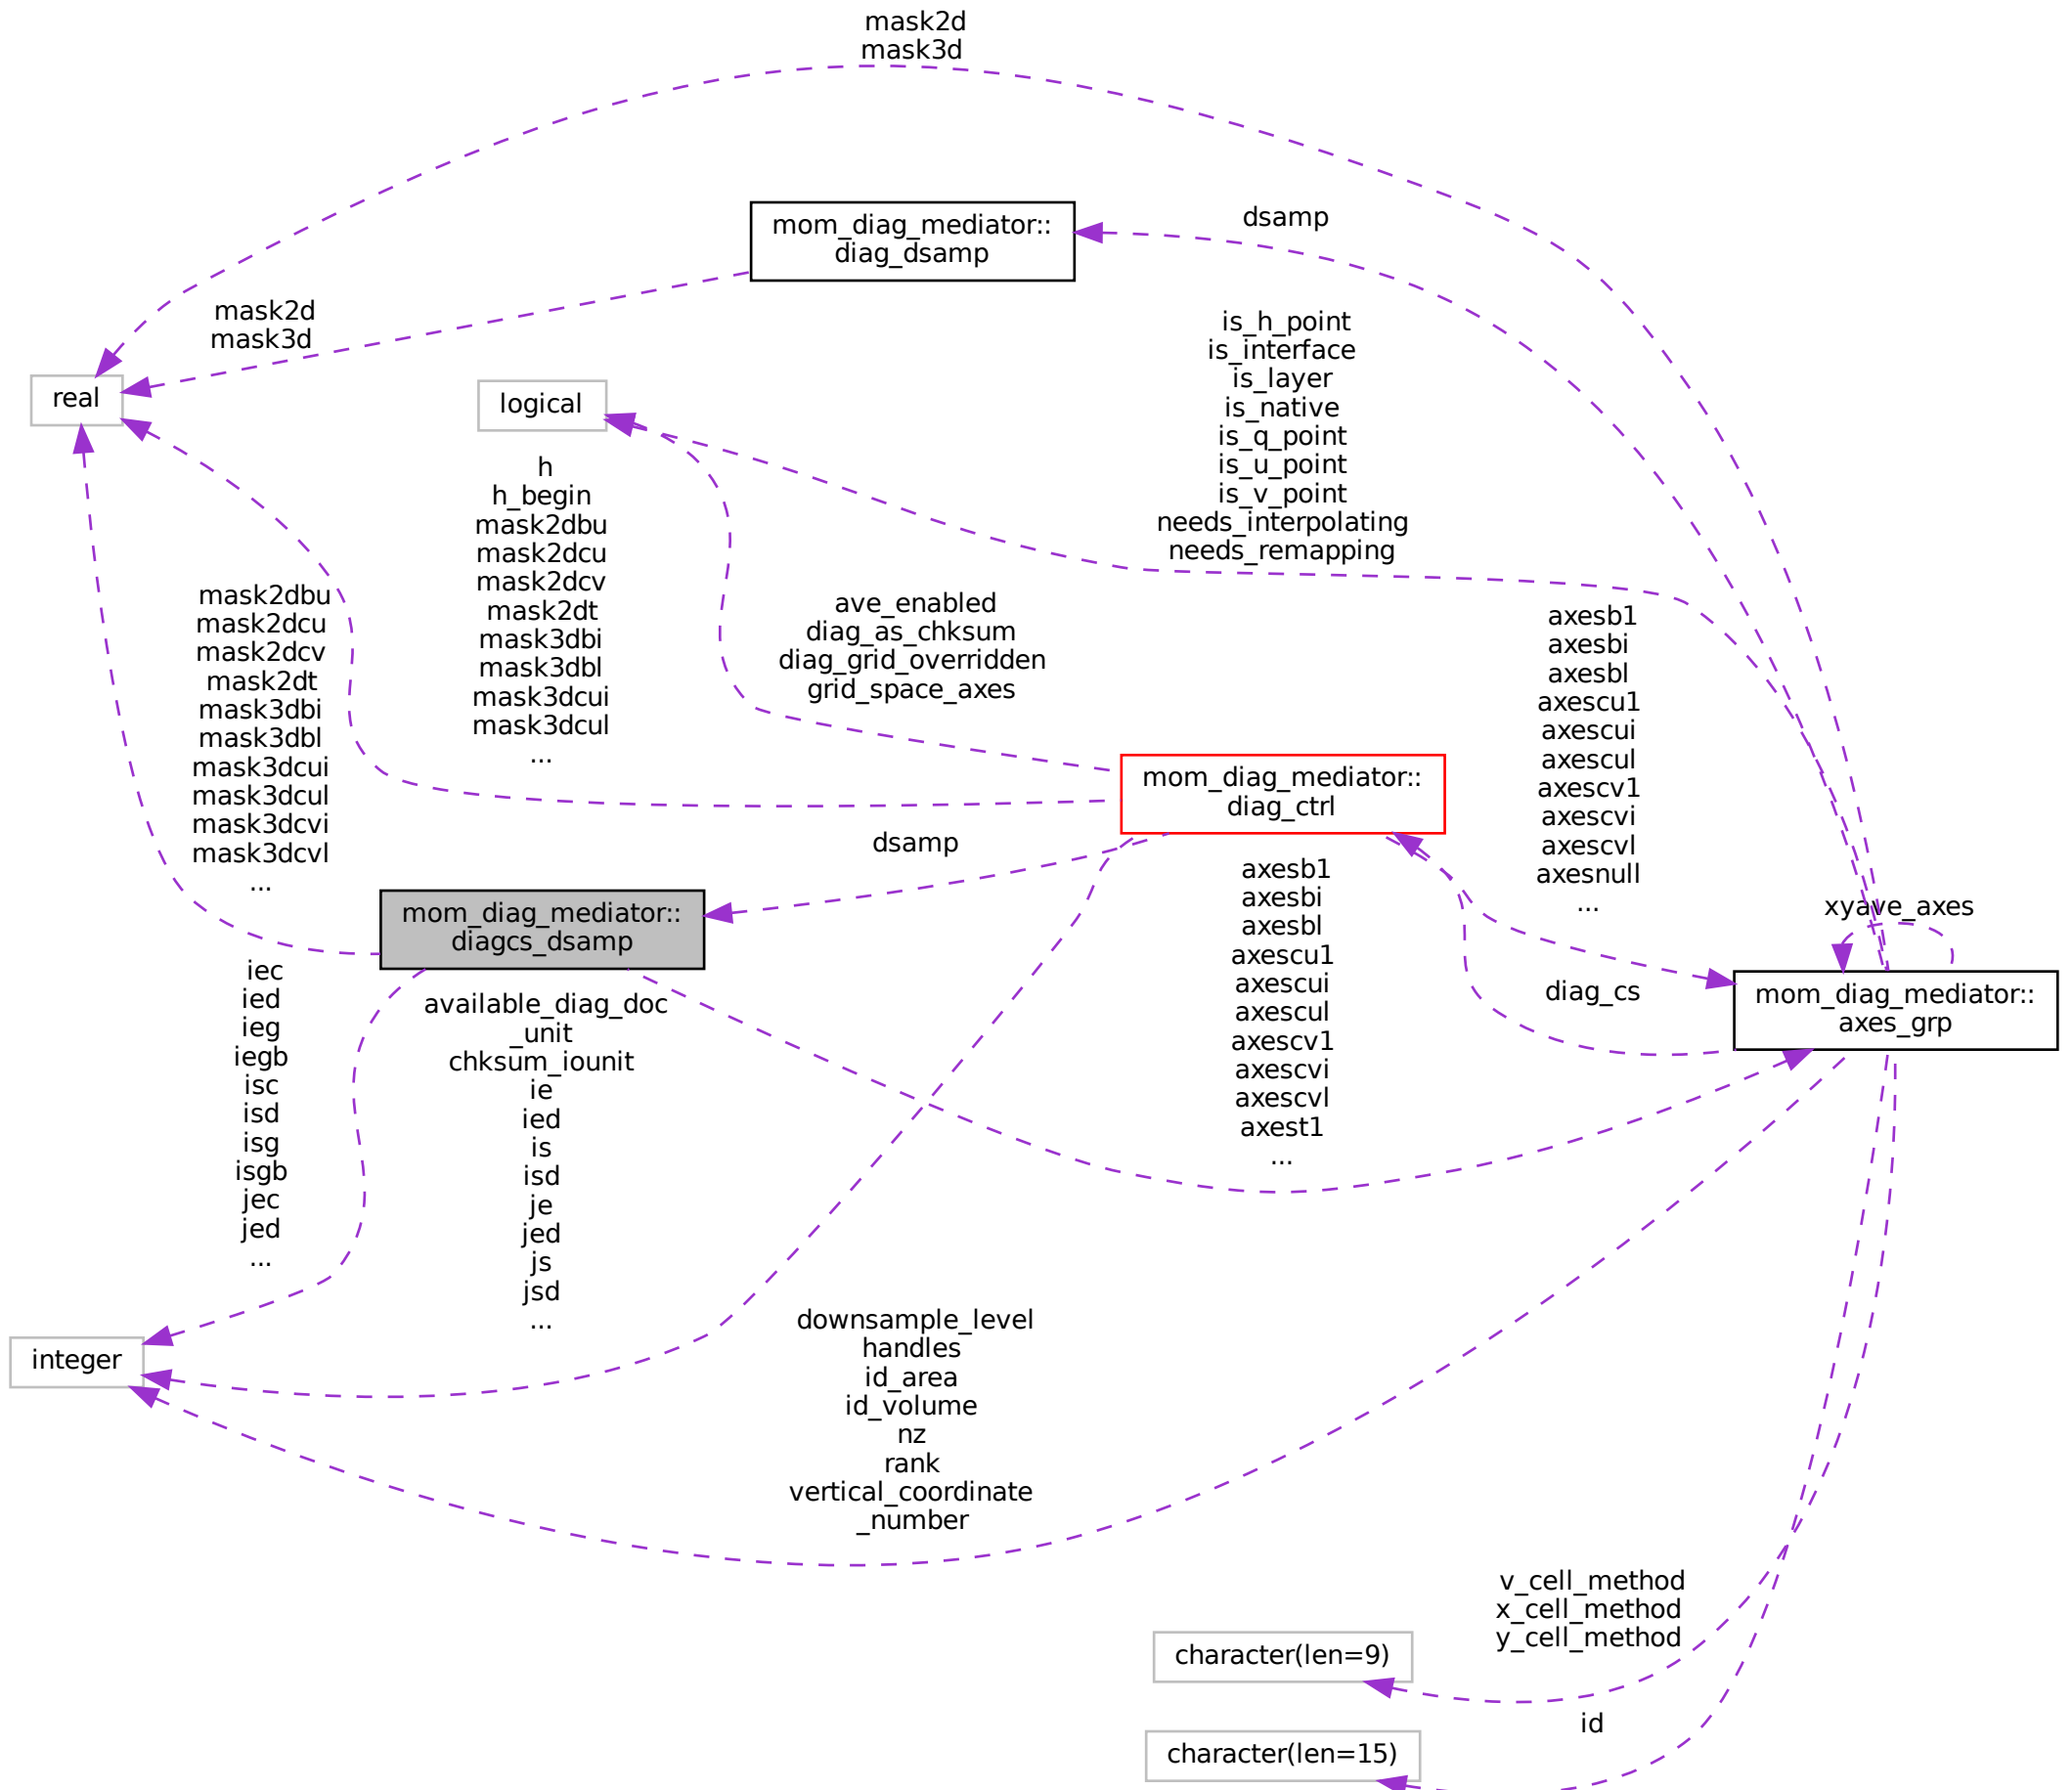 mask2d
mask3d
mom_diag_mediator::
diag_dsamp
dsamp
mask2d
mask3d
real
logical
is_h_point
is_interface
is_layer
is_native
is_q_point
is_u_point
is_v_point
needs_interpolating
needs_remapping
h
h_begin
mask2dbu
mask2dcu
mask2dcv
mask2dt
mask3dbi
mask3dbl
mask3dcui
mask3dcul
...
mask2dbu
mask2dcu
mask2dcv
mask2dt
mask3dbi
mask3dbl
mask3dcui
mask3dcul
mask3dcvi
mask3dcvl
...
ave_enabled
diag_as_chksum
diag_grid_overridden
grid_space_axes
axesb1
axesbi
axesbl
axescu1
axescui
axescul
axescv1
axescvi
axescvl
axesnull
...
mom_diag_mediator::
diag_ctrl
dsamp
mom_diag_mediator::
diagcs_dsamp
axesb1
axesbi
axesbl
axescu1
axescui
axescul
axescv1
axescvi
axescvl
axest1
...
xyave_axes
diag_cs
mom_diag_mediator::
axes_grp
iec
ied
ieg
iegb
isc
isd
isg
isgb
jec
jed
...
available_diag_doc
_unit
chksum_iounit
ie
ied
is
isd
je
jed
js
jsd
...
integer
downsample_level
handles
id_area
id_volume
nz
rank
vertical_coordinate
_number
v_cell_method
x_cell_method
y_cell_method
character(len=9)
id
character(len=15)